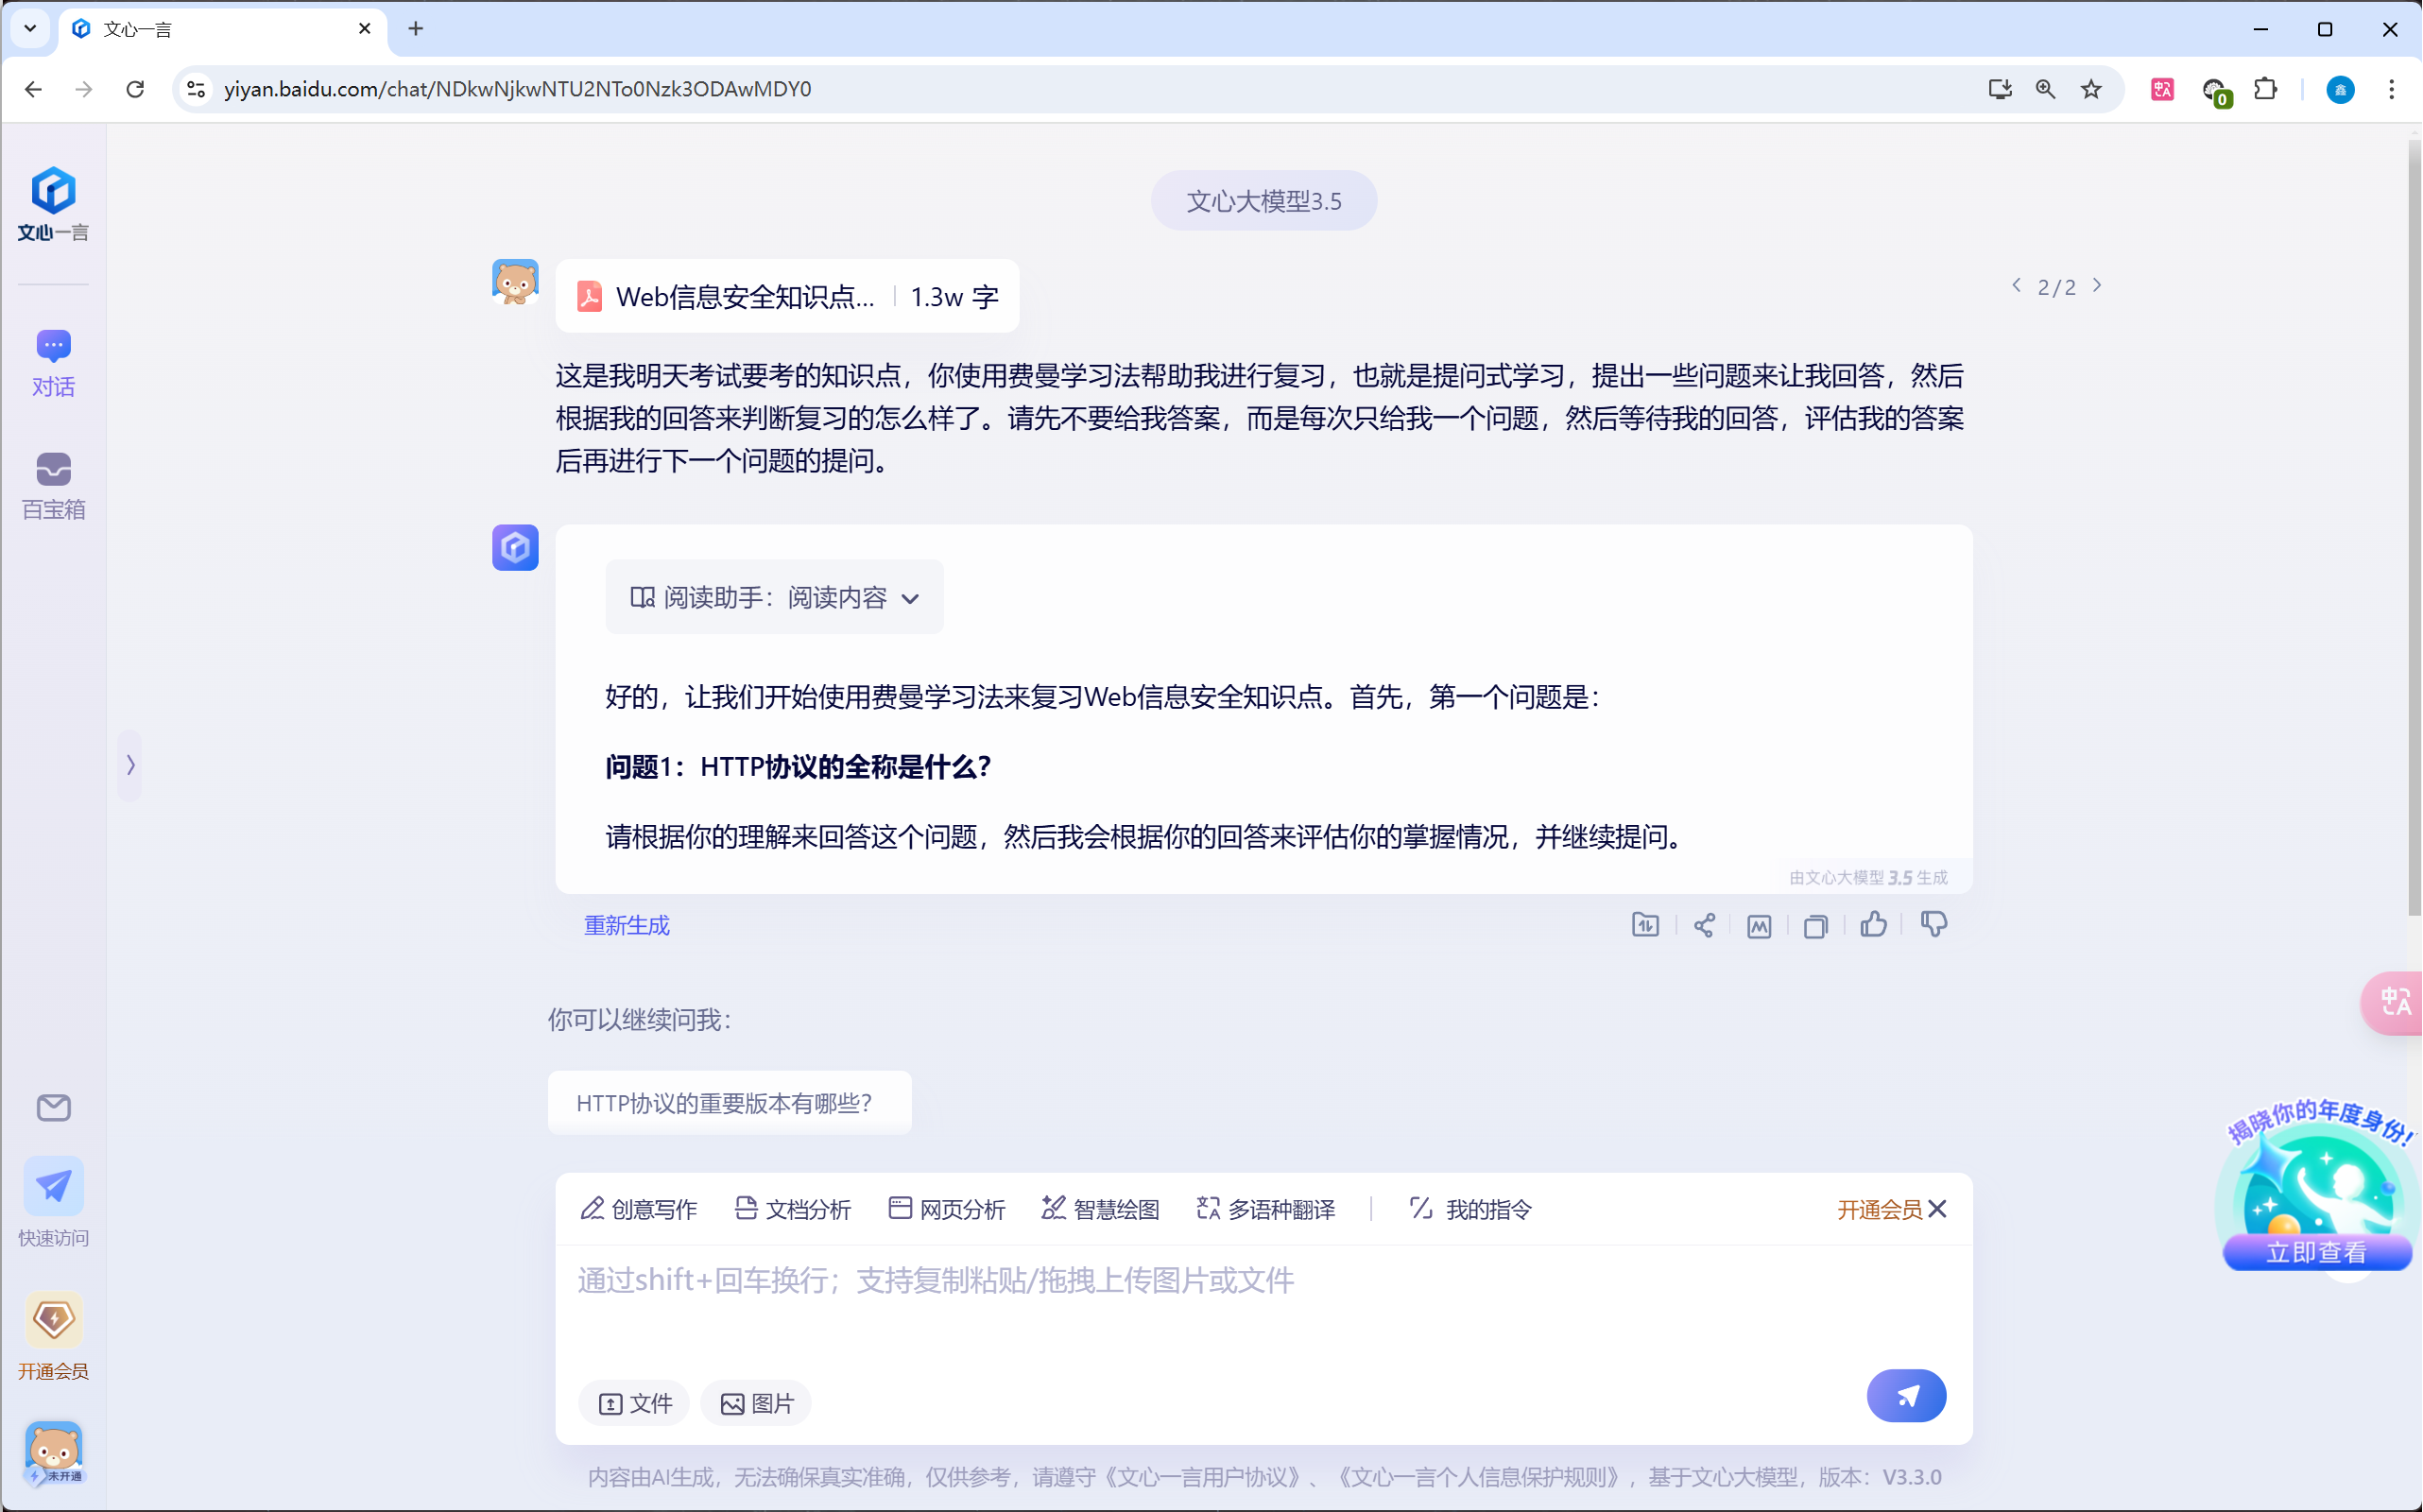 文心一言
yiyan.baidu.com/chat/NDkwNjkwNTU2NTo0Nzk3ODAwMDY0
0
鑫
文心一言
对话
百宝箱
快速访问
开通会员
未开通
文心大模型3.5
Web信息安全知识点... 1.3w 字
2/2
这是我明天考试要考的知识点，你使用费曼学习法帮助我进行复习，也就是提问式学习，提出一些问题来让我回答，然后
根据我的回答来判断复习的怎么样了。请先不要给我答案，而是每次只给我一个问题，然后等待我的回答，评估我的答案
后再进行下一个问题的提问。
阅读助手：阅读内容
好的，让我们开始使用费曼学习法来复习Web信息安全知识点。首先，第一个问题是：
问题1：HTTP协议的全称是什么？
请根据你的理解来回答这个问题，然后我会根据你的回答来评估你的掌握情况，并继续提问。
由文心大模型 3.5 生成
重新生成
你可以继续问我：
HTTP协议的重要版本有哪些？
揭晓你的年度身份！
立即查看
创意写作 文档分析 网页分析 智慧绘图 多语种翻译 我的指令 开通会员
通过shift+回车换行；支持复制粘贴/拖拽上传图片或文件
文件 图片
内容由AI生成，无法确保真实准确，仅供参考，请遵守《文心一言用户协议》、《文心一言个人信息保护规则》，基于文心大模型，版本：V3.3.0